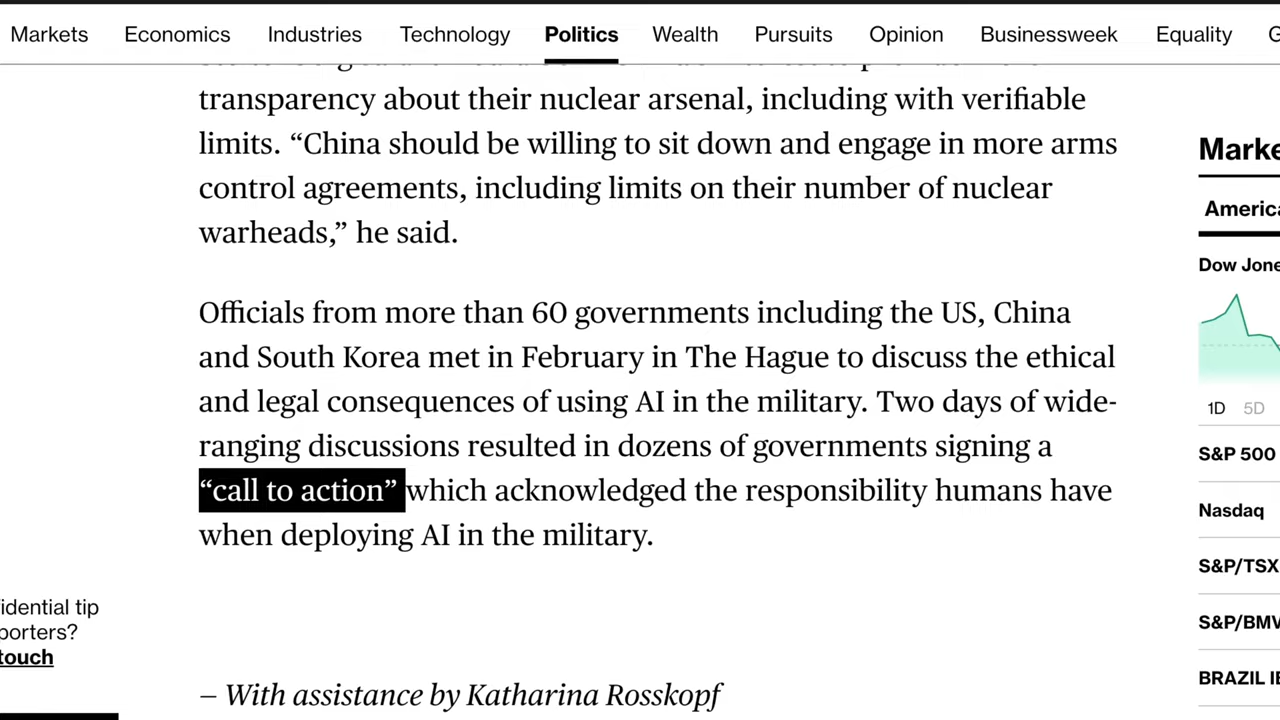 Markets Economics Industries Technology Politics Wealth Pursuits Opinion Businessweek Equality
transparency about their nuclear arsenal, including with verifiable
limits. “China should be willing to sit down and engage in more arms
control agreements, including limits on their number of nuclear
warheads,” he said.
Officials from more than 60 governments including the US, China
and South Korea met in February in The Hague to discuss the ethical
and legal consequences of using AI in the military. Two days of wide-
ranging discussions resulted in dozens of governments signing a
“call to action” which acknowledged the responsibility humans have
when deploying AI in the military.
– With assistance by Katharina Rosskopf
idential tip
porters?
touch
Marke
America
Dow Jone
1D 5D
S&P 500
Nasdaq
S&P/TSX
S&P/BMV
BRAZIL IE